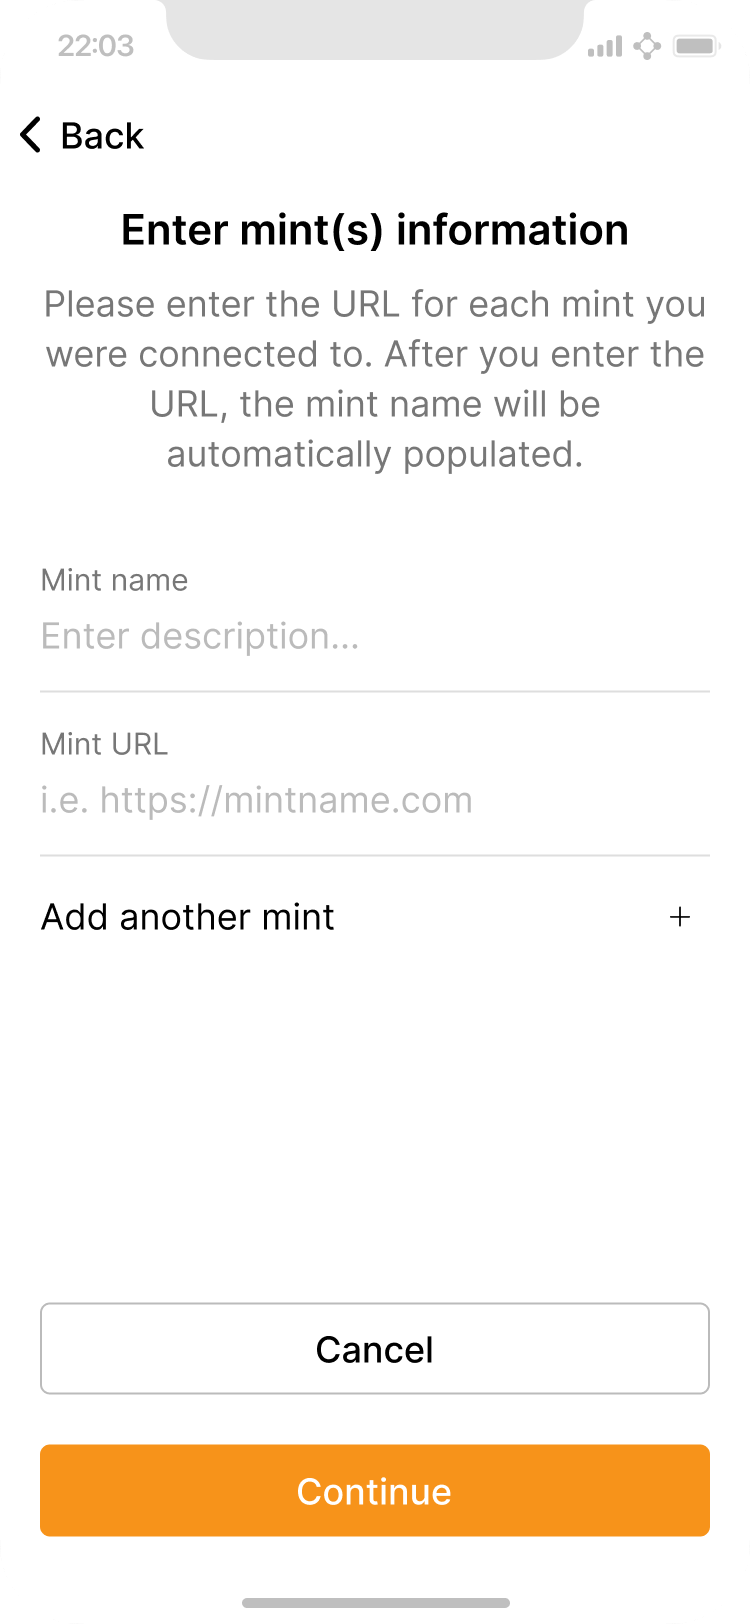 22:03
Back
Enter mint(s) information
Please enter the URL for each mint you
were connected to. After you enter the
URL, the mint name will be
automatically populated.
Mint name
Enter description...
Mint URL
i.e. https://mintname.com
Add another mint +
Cancel
Continue